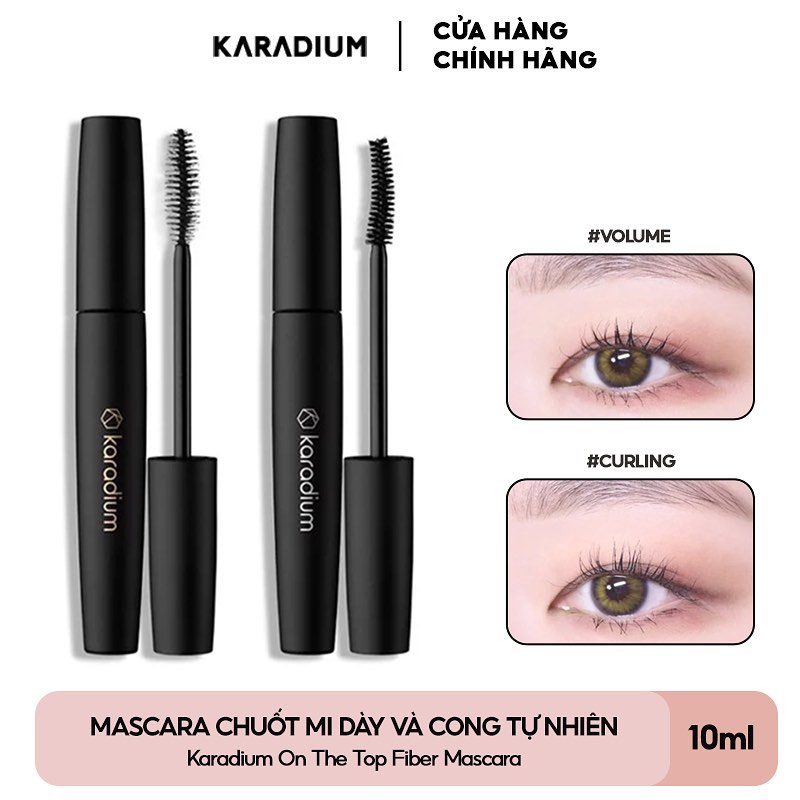 KARADIUM
CỬA HÀNG
CHÍNH HÃNG
karadium
karadium
#VOLUME
#CURLING
MASCARA CHUỐT MI DÀY VÀ CONG TỰ NHIÊN
Karadium On The Top Fiber Mascara
10ml